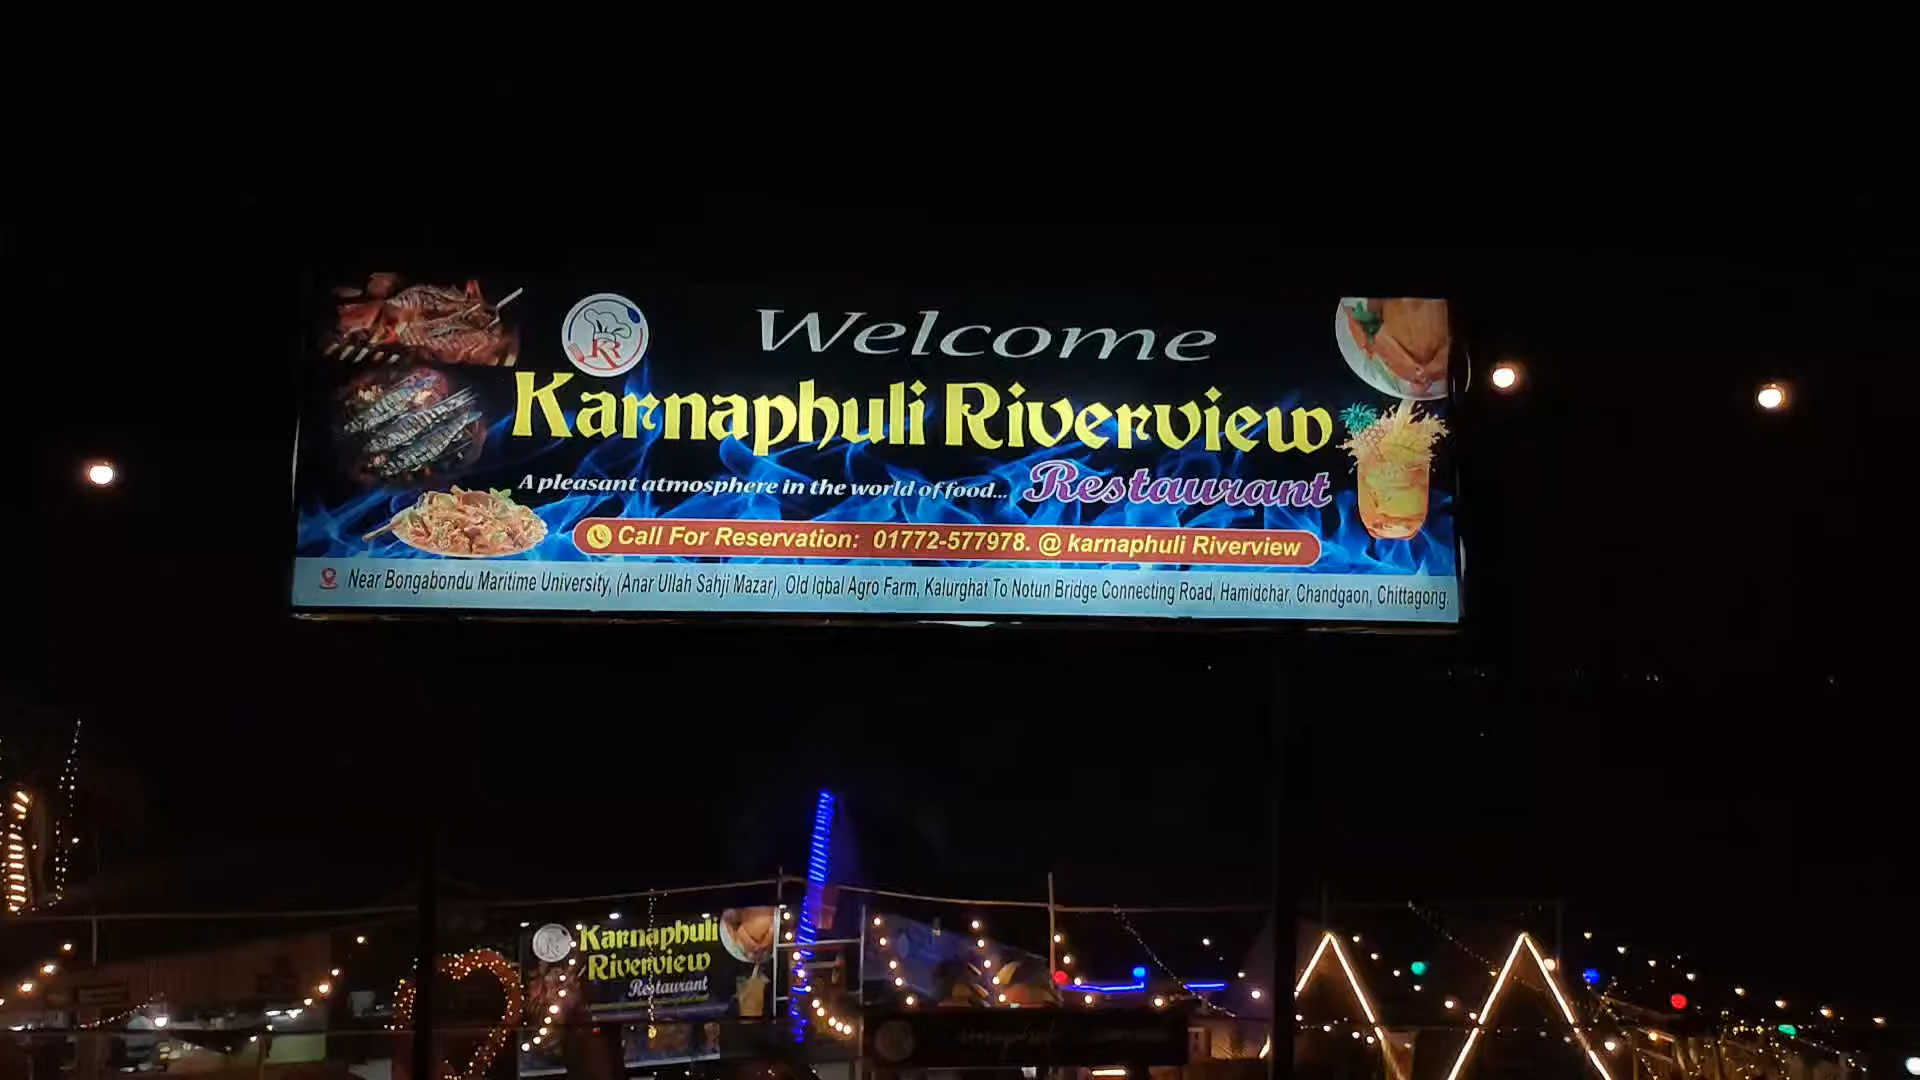 Welcome
KR
Karnaphuli Riverview
A pleasant atmosphere in the world of food... Restaurant
Call For Reservation: 01772-577978. @ karnaphuli Riverview
Near Bongabondu Maritime University, (Anar Ullah Sahji Mazar), Old Iqbal Agro Farm, Kalurghat To Notun Bridge Connecting Road, Hamidchar, Chandgaon, Chittagong.
Karnaphuli
Riverview
Restaurant